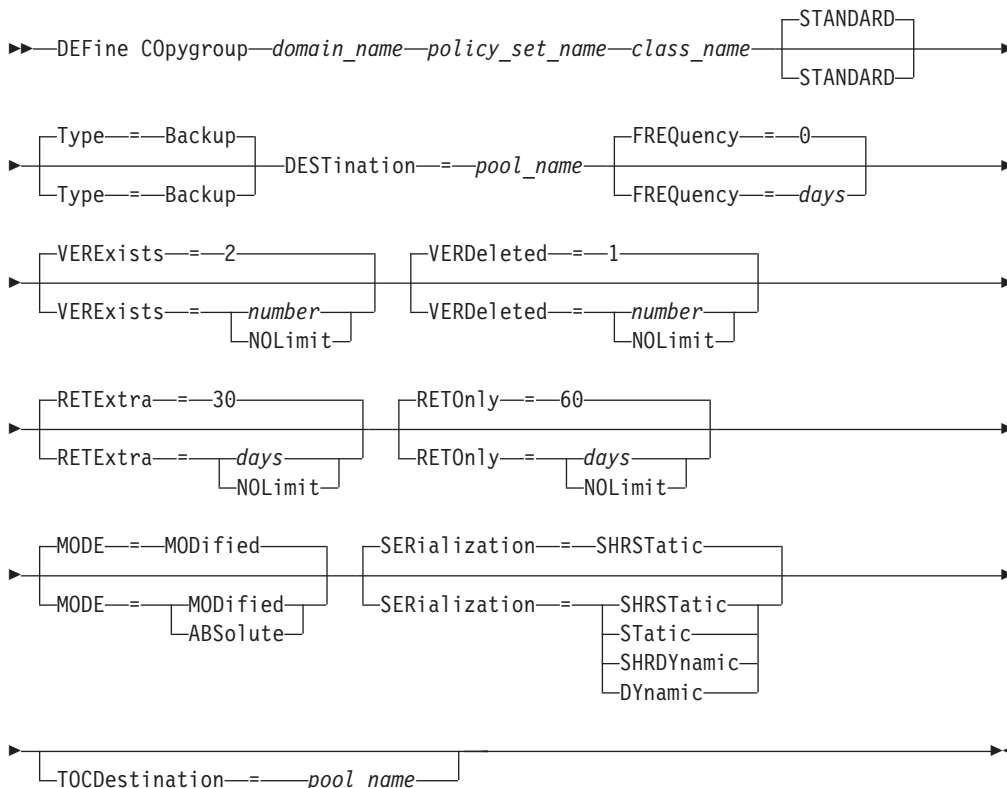 STANDARD
DEFine COpygroup domain_name policy_set_name class_name
STANDARD
Type = Backup FREQuency = 0
DESTination = pool_name
Type = Backup FREQuency = days
VERExists = 2 VERDeleted = 1
VERExists = number VERDeleted = number
NOLimit NOLimit
RETExtra = 30 RETOnly = 60
RETExtra = days RETOnly = days
NOLimit NOLimit
MODE = MODified SERialization = SHRSTatic
MODE = MODified SERialization = SHRSTatic
ABSolute STatic
SHRDYnamic
DYnamic
TOCDestination = pool_name